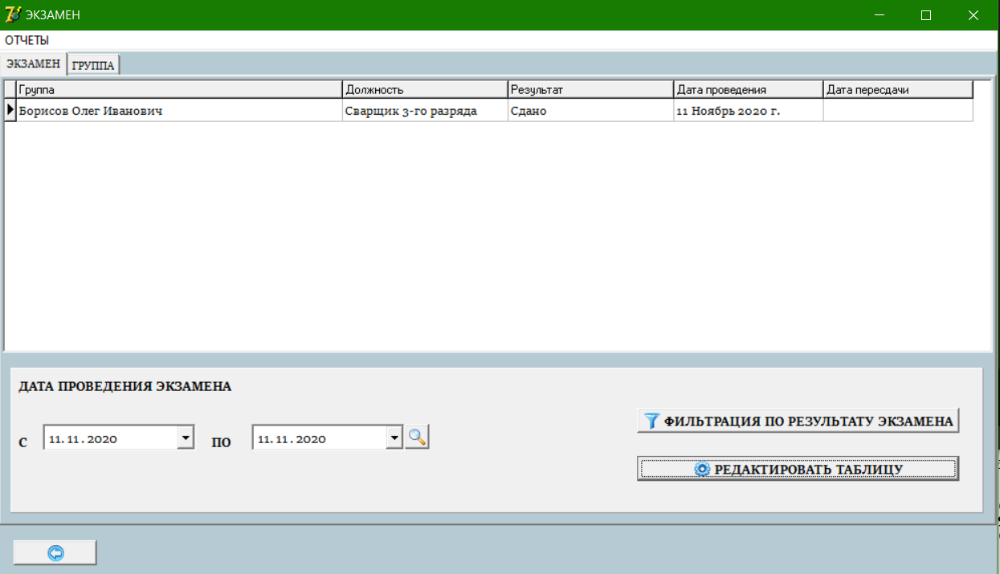 ЭКЗАМЕН
ОТЧЕТЫ
ЭКЗАМЕН ГРУППА
Группа Должность Результат Дата проведения Дата пересдачи
Борисов Олег Иванович Сварщик 3-го разряда Сдано 11 Ноябрь 2020 г.
ДАТА ПРОВЕДЕНИЯ ЭКЗАМЕНА
ФИЛЬТРАЦИЯ ПО РЕЗУЛЬТАТУ ЭКЗАМЕНА
С 11.11.2020 ПО 11.11.2020
РЕДАКТИРОВАТЬ ТАБЛИЦУ